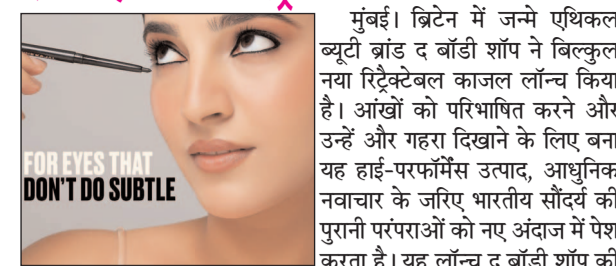 FOR EYES THAT
DON'T DO SUBTLE
मुंबई। ब्रिटेन में जन्मे एथिकल
ब्यूटी ब्रांड द बॉडी शॉप ने बिल्कुल
नया रिट्रैक्टेबल काजल लॉन्च किया
है। आंखों को परिभाषित करने और
उन्हें और गहरा दिखाने के लिए बना
यह हाई-परफॉर्मेंस उत्पाद, आधुनिक
नवाचार के जरिए भारतीय सौंदर्य की
पुरानी परंपराओं को नए अंदाज में पेश
करता है। यह लॉन्च द बॉडी शॉप की